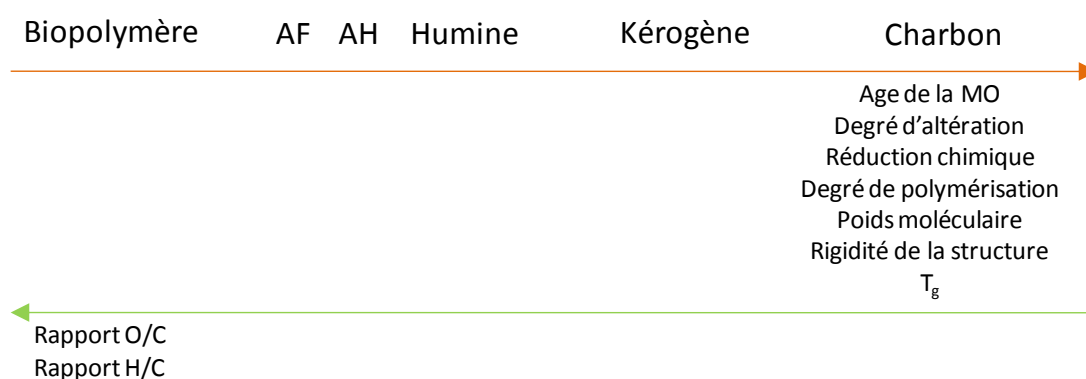 Biopolymère AF AH Humine Kérogène Charbon
Age de la MO
Degré d'altération
Réduction chimique
Degré de polymérisation
Poids moléculaire
Rigidité de la structure
Tg
Rapport O/C
Rapport H/C